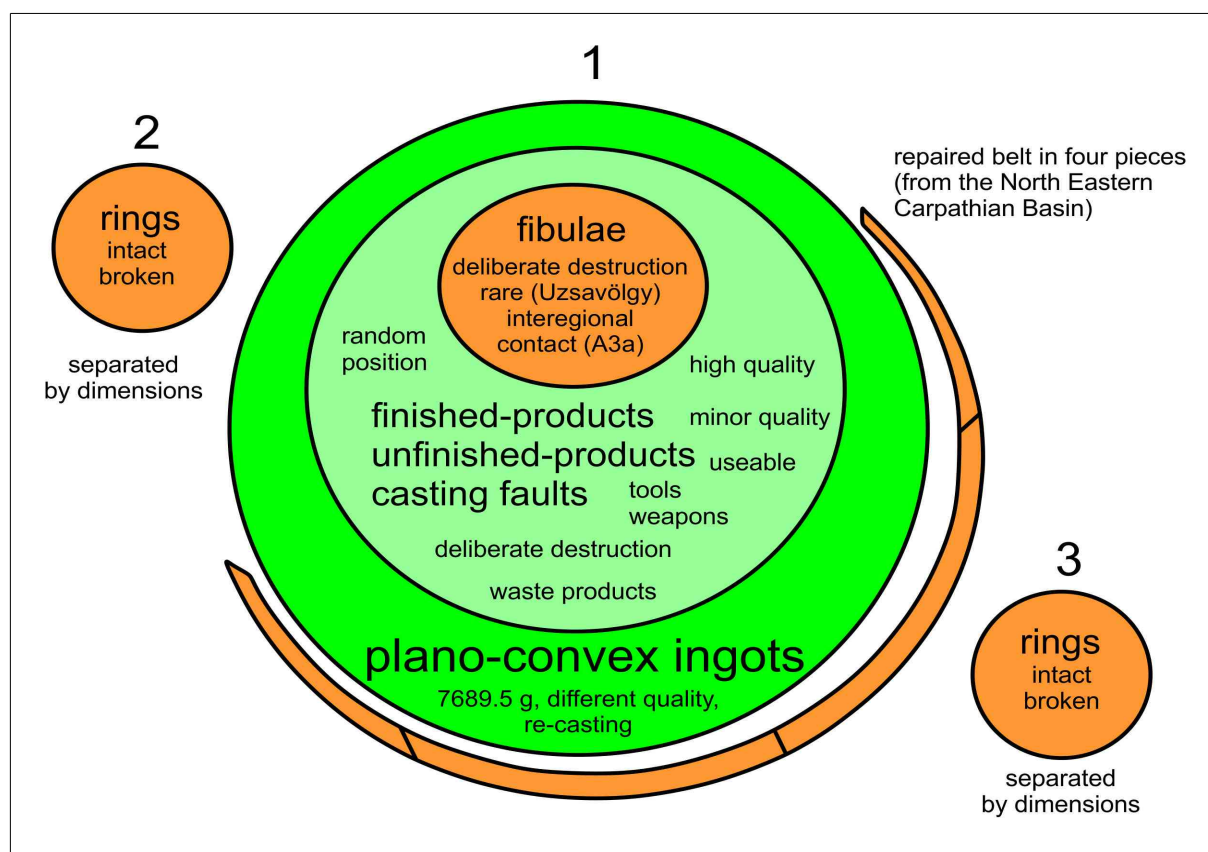 1
2
rings
intact
broken
separated
by dimensions
repaired belt in four pieces
(from the North Eastern
Carpathian Basin)
fibulae
deliberate destruction
rare (Uzsavölgy)
interegional
contact (A3a)
random
position
high quality
finished-products
minor quality
unfinished-products
useable
casting faults
tools
weapons
deliberate destruction
waste products
plano-convex ingots
7689.5 g, different quality,
re-casting
3
rings
intact
broken
separated
by dimensions